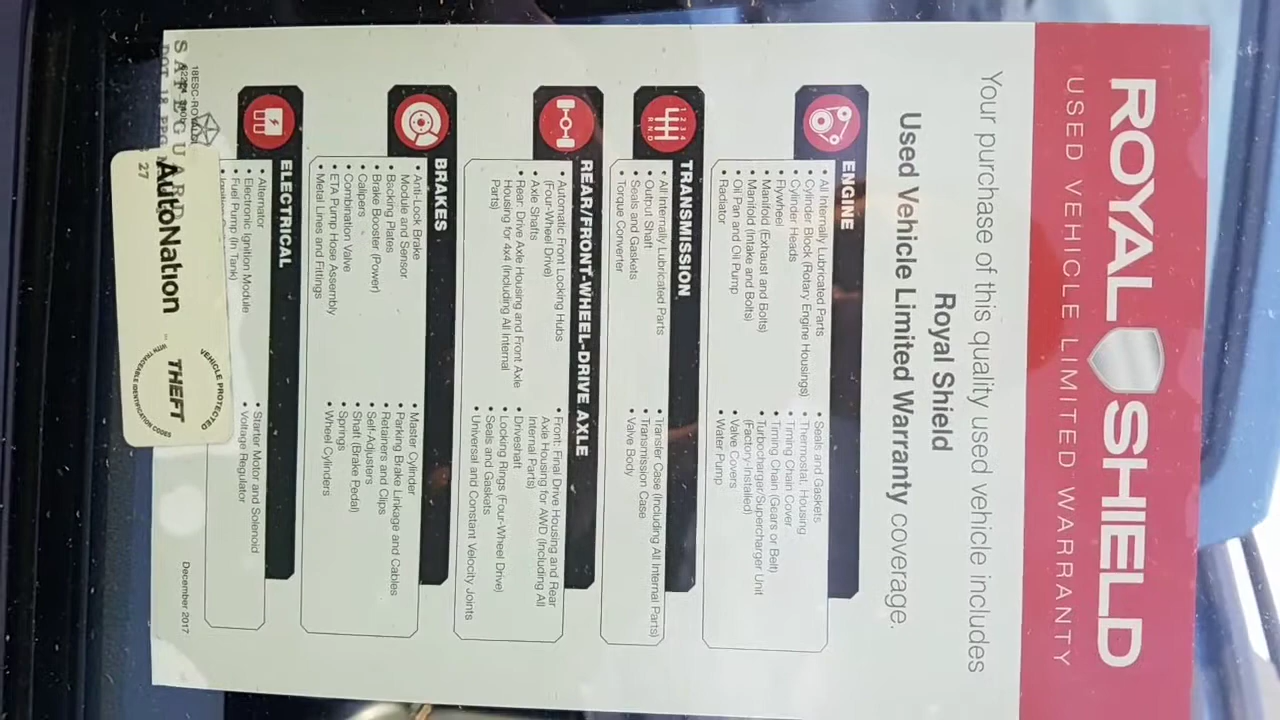 ROYAL SHIELD
USED VEHICLE LIMITED WARRANTY
Your purchase of this quality used vehicle includes
Royal Shield
Used Vehicle Limited Warranty coverage.
ENGINE
• All Internally Lubricated Parts
• Cylinder Block (Rotary Engine Housings)
• Cylinder Heads
• Flywheel
• Manifold (Exhaust and Bolts)
• Manifold (Intake and Bolts)
• Oil Pan and Oil Pump
• Radiator
• Seals and Gaskets
• Thermostat, Housing
• Timing Chain Cover
• Timing Chain (Gears or Belt)
• Turbocharger/Supercharger Unit
(Factory-Installed)
• Valve Covers
• Water Pump
1 2 3 4
R N D
TRANSMISSION
• All Internally Lubricated Parts
• Output Shaft
• Seals and Gaskets
• Torque Converter
• Transfer Case (Including All Internal Parts)
• Transmission Case
• Valve Body
REAR/FRONT-WHEEL-DRIVE AXLE
• Automatic Front Locking Hubs
(Four-Wheel Drive)
• Axle Shafts
• Rear: Drive Axle Housing and Front Axle
Housing for 4x4 (Including All Internal
Parts)
• Front: Final Drive Housing and Rear
Axle Housing for AWD (Including All
Internal Parts)
• Driveshaft
• Locking Rings (Four-Wheel Drive)
• Seals and Gaskets
• Universal and Constant Velocity Joints
BRAKES
• Anti-Lock Brake
Module and Sensor
• Backing Plates
• Brake Booster (Power)
• Calipers
• Combination Valve
• ETA Pump Hose Assembly
• Metal Lines and Fittings
• Master Cylinder
• Parking Brake Linkage and Cables
• Retainers and Clips
• Self-Adjusters
• Shaft (Brake Pedal)
• Springs
• Wheel Cylinders
ELECTRICAL
• Alternator
• Electronic Ignition Module
• Fuel Pump (In Tank)
• Starter Motor and Solenoid
• Voltage Regulator
SAFEGUARD
December 2017
AutoNation
27
VEHICLE PROTECTED
THEFT
WITH TRACEABLE IDENTIFICATION CODES